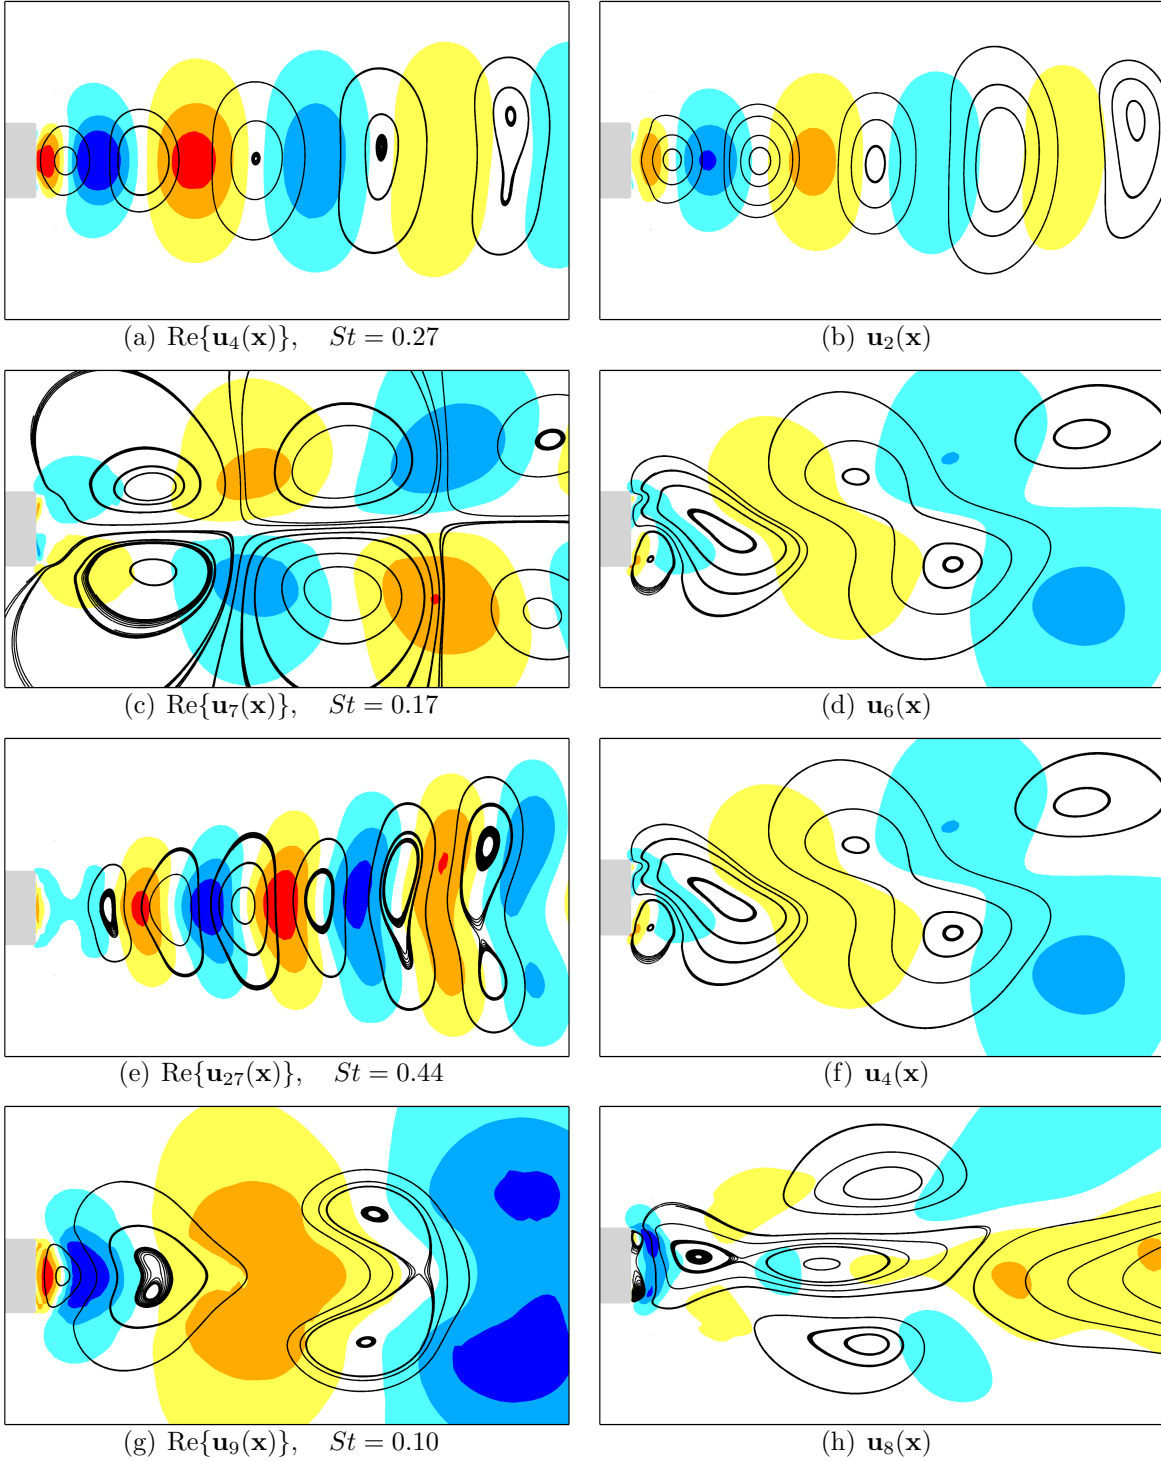 (a) Re{u₄(x)}, St = 0.27
(b) u₂(x)
(c) Re{u₇(x)}, St = 0.17
(d) u₆(x)
(e) Re{u₂₇(x)}, St = 0.44
(f) u₄(x)
(g) Re{u₉(x)}, St = 0.10
(h) u₈(x)